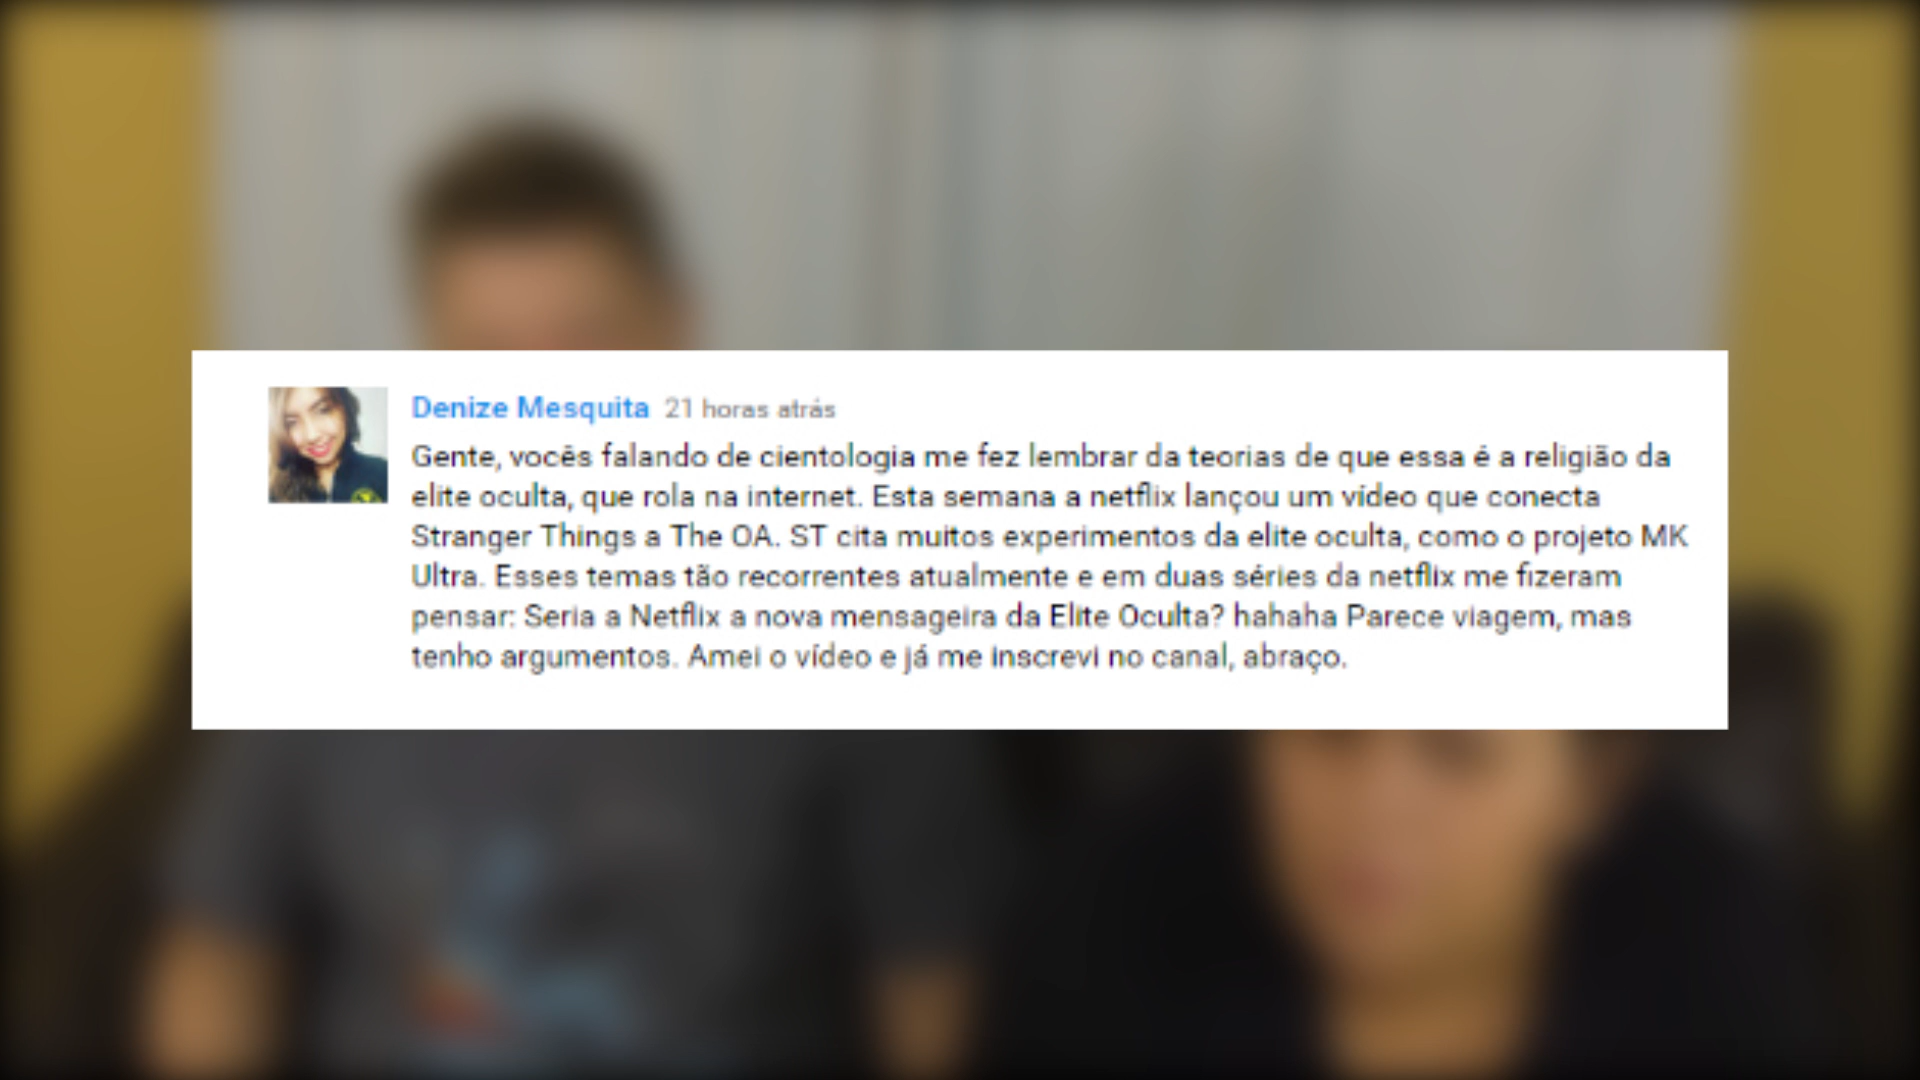 Denize Mesquita 21 horas atrás
Gente, vocês falando de cientologia me fez lembrar da teorias de que essa é a religião da
elite oculta, que rola na internet. Esta semana a netflix lançou um vídeo que conecta
Stranger Things a The OA. ST cita muitos experimentos da elite oculta, como o projeto MK
Ultra. Esses temas tão recorrentes atualmente e em duas séries da netflix me fizeram
pensar: Seria a Netflix a nova mensageira da Elite Oculta? hahaha Parece viagem, mas
tenho argumentos. Amei o vídeo e já me inscrevi no canal, abraço.